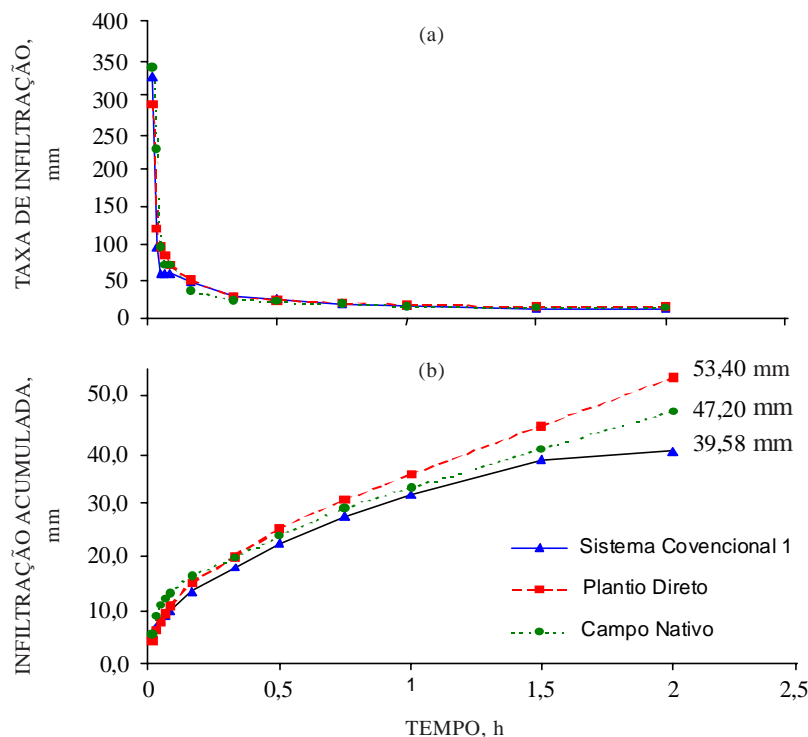 (a)
TAXA DE INFILTRAÇÃO,
mm
400
350
300
250
200
150
100
50
0
(b)
INFILTRAÇÃO ACUMULADA,
mm
50,0
40,0
30,0
20,0
10,0
0,0
53,40 mm
47,20 mm
39,58 mm
Sistema Covencional 1
Plantio Direto
Campo Nativo
0 0,5 1 1,5 2 2,5
TEMPO, h